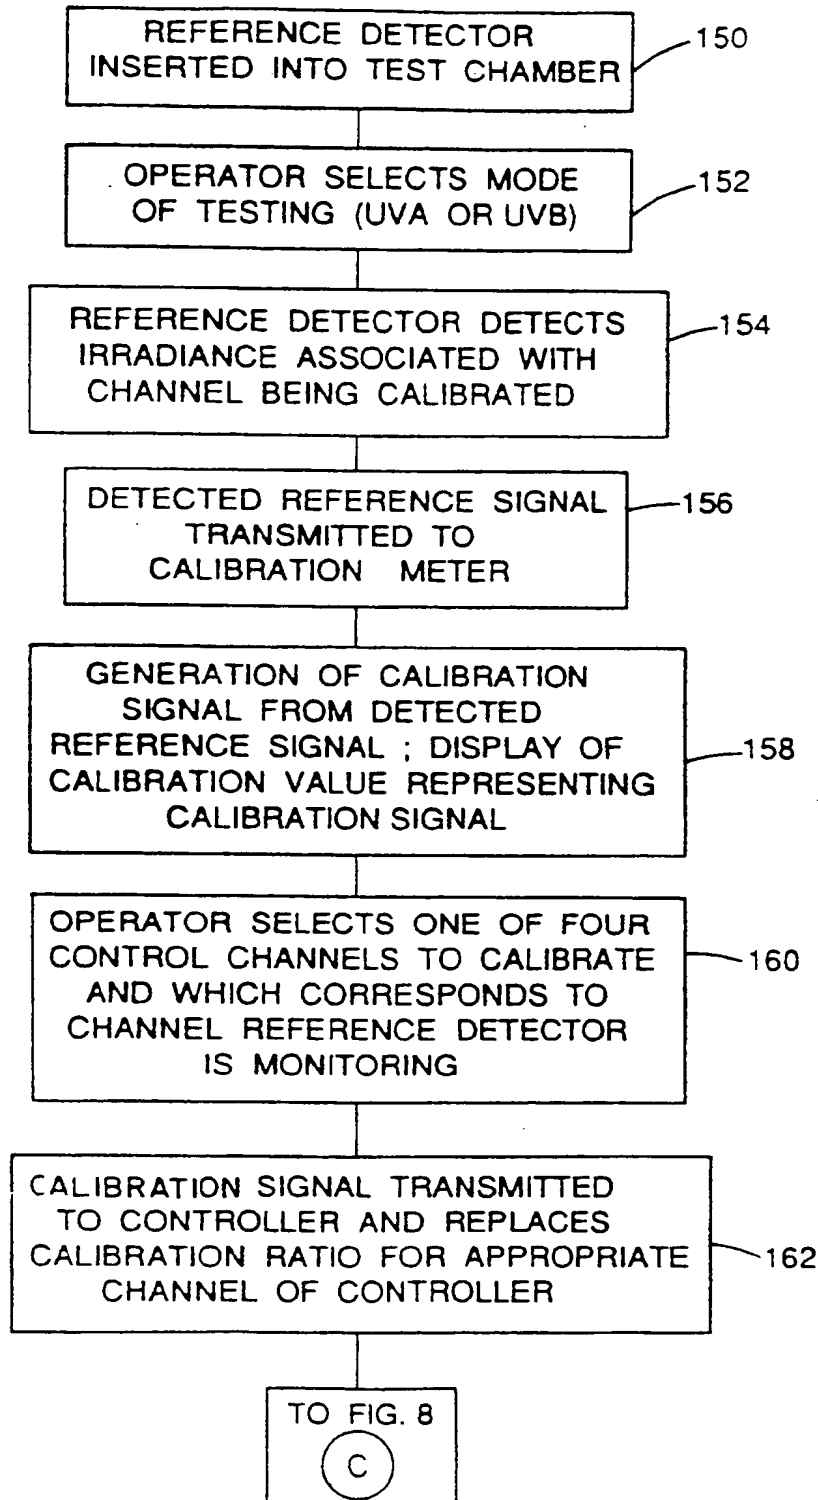 REFERENCE DETECTOR
INSERTED INTO TEST CHAMBER
150
OPERATOR SELECTS MODE
OF TESTING (UVA OR UVB)
152
REFERENCE DETECTOR DETECTS
IRRADIANCE ASSOCIATED WITH
CHANNEL BEING CALIBRATED
154
DETECTED REFERENCE SIGNAL
TRANSMITTED TO
CALIBRATION METER
156
GENERATION OF CALIBRATION
SIGNAL FROM DETECTED
REFERENCE SIGNAL ; DISPLAY OF
CALIBRATION VALUE REPRESENTING
CALIBRATION SIGNAL
158
OPERATOR SELECTS ONE OF FOUR
CONTROL CHANNELS TO CALIBRATE
AND WHICH CORRESPONDS TO
CHANNEL REFERENCE DETECTOR
IS MONITORING
160
CALIBRATION SIGNAL TRANSMITTED
TO CONTROLLER AND REPLACES
CALIBRATION RATIO FOR APPROPRIATE
CHANNEL OF CONTROLLER
162
TO FIG. 8
C